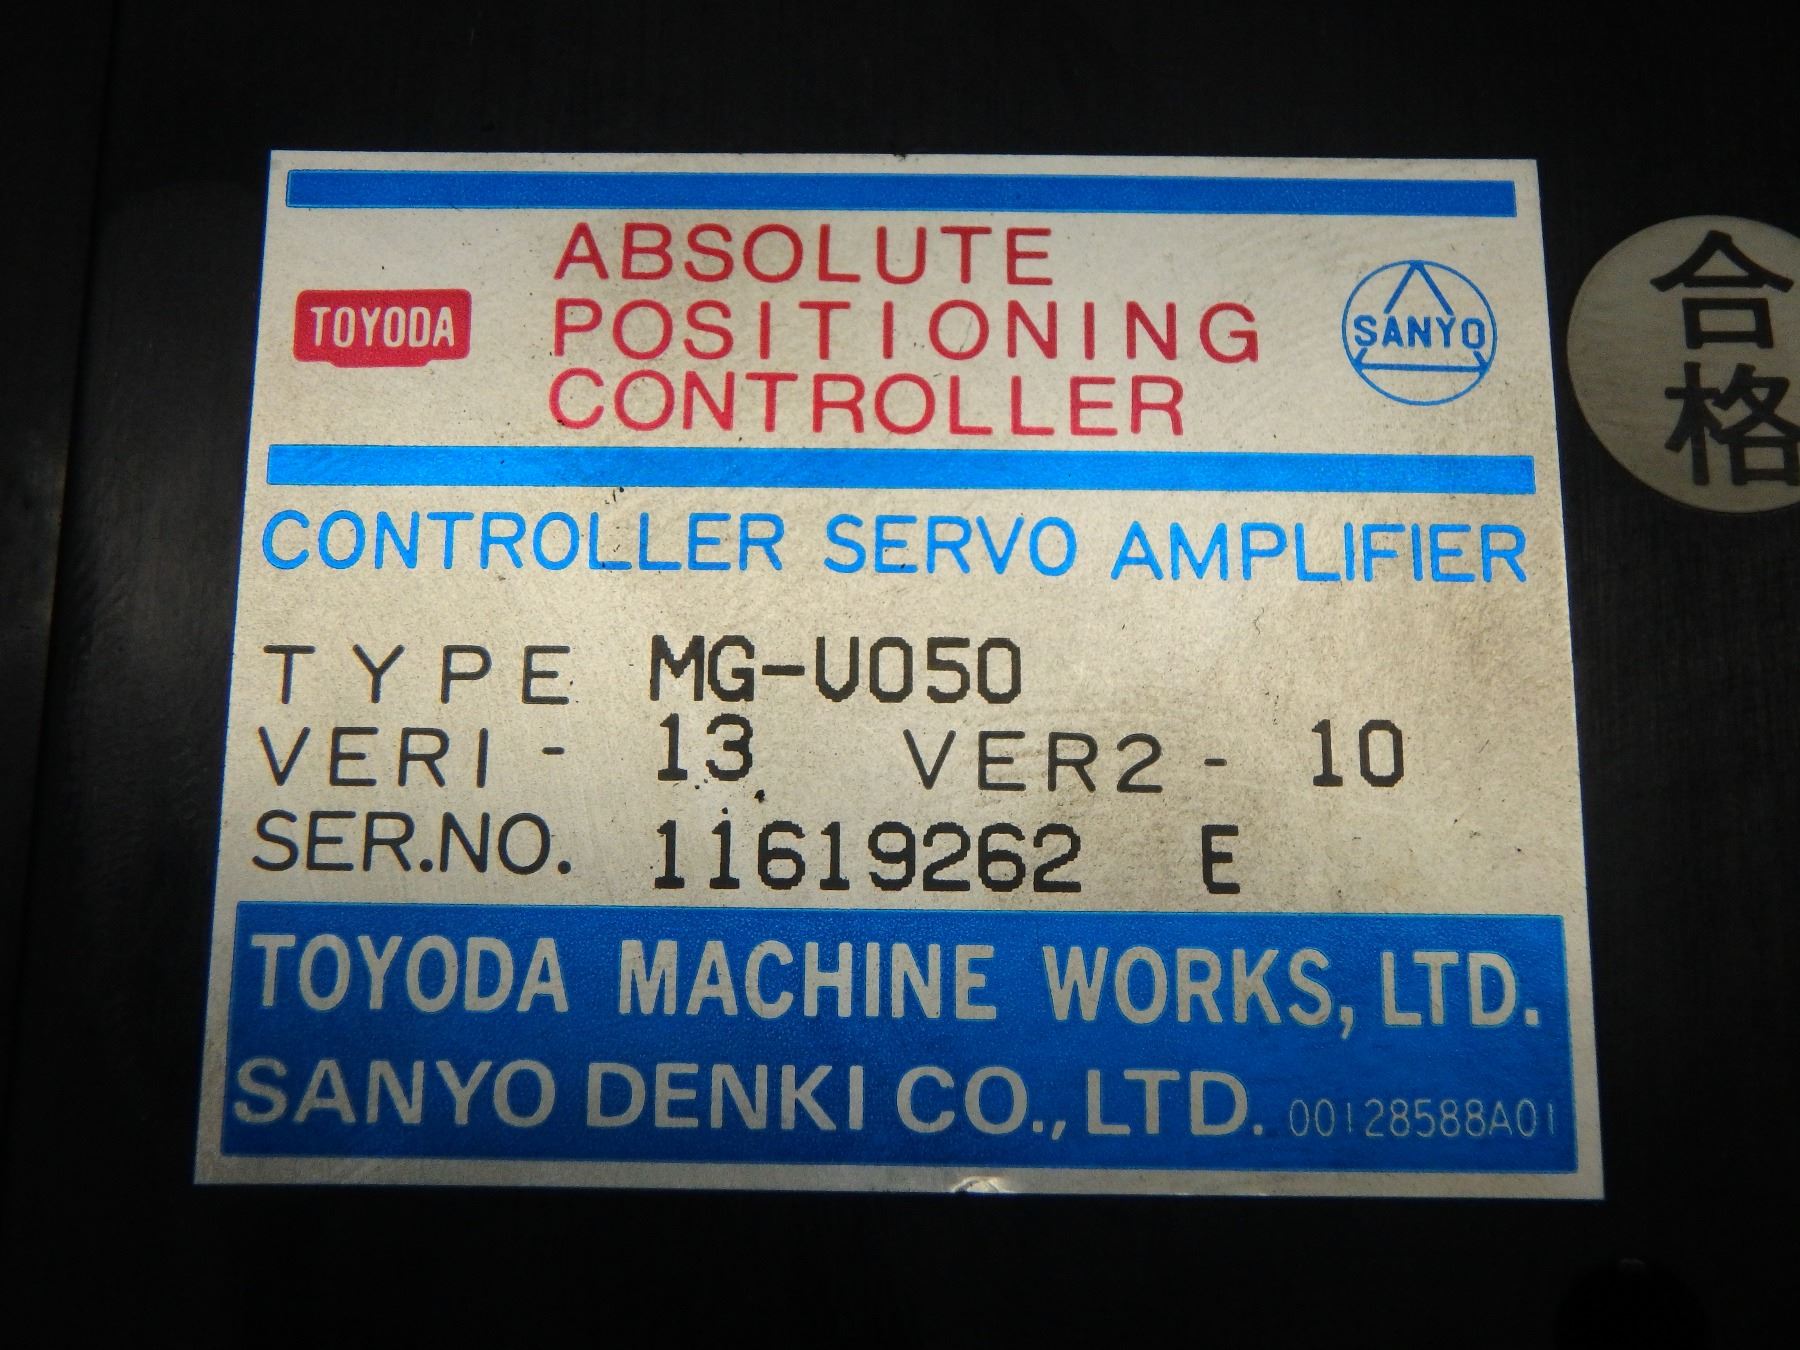 ABSOLUTE
TOYODA POSITIONING SANYO
CONTROLLER
CONTROLLER SERVO AMPLIFIER
TYPE MG-V050
VER1 - 13 VER2 - 10
SER.NO. 11619262 E
TOYODA MACHINE WORKS, LTD.
SANYO DENKI CO., LTD. 00128588A01
合格